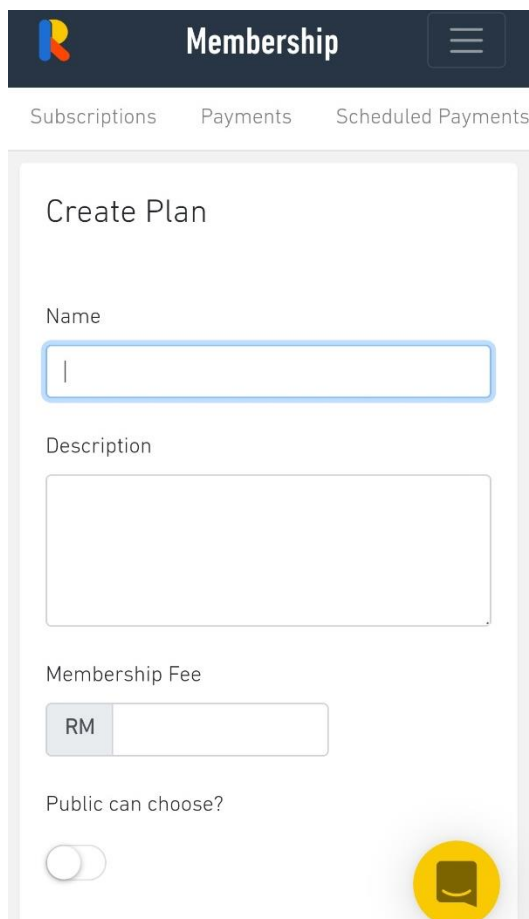 Membership
Subscriptions Payments Scheduled Payments
Create Plan
Name
Description
Membership Fee
RM
Public can choose?